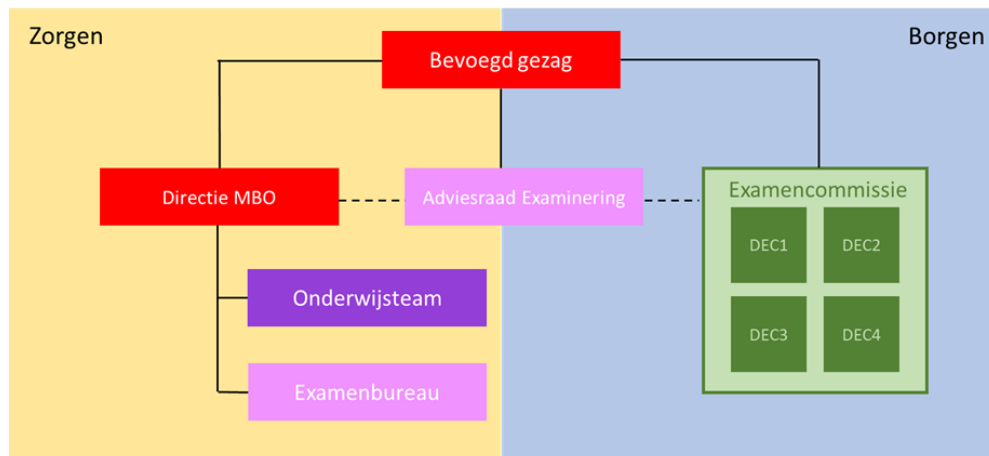 Zorgen
Borgen
Bevoegd gezag
Directie MBO
Adviesraad Examinering
Examencommissie
DEC1
DEC2
Onderwijsteam
DEC3
DEC4
Examenbureau